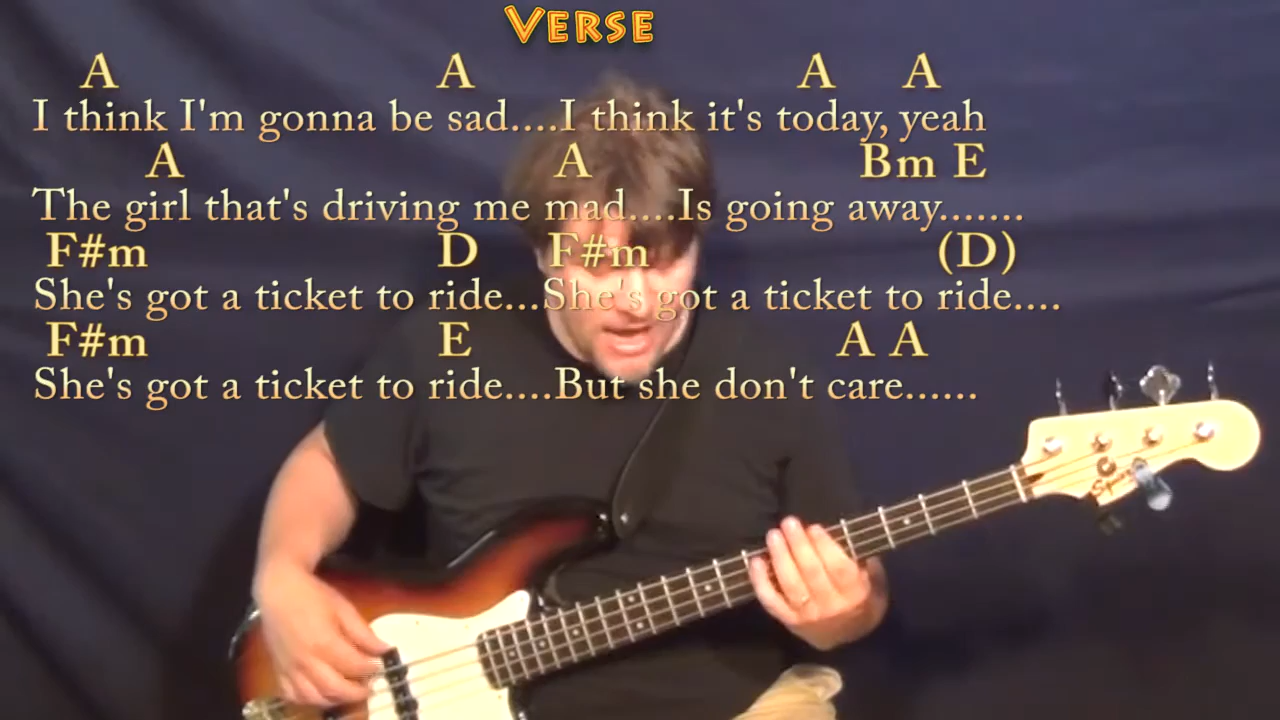 VERSE
A A A A
I think I'm gonna be sad....I think it's today, yeah
A A Bm E
The girl that's driving me mad....Is going away.......
F#m D F#m (D)
She's got a ticket to ride...She's got a ticket to ride....
F#m E A A
She's got a ticket to ride....But she don't care......